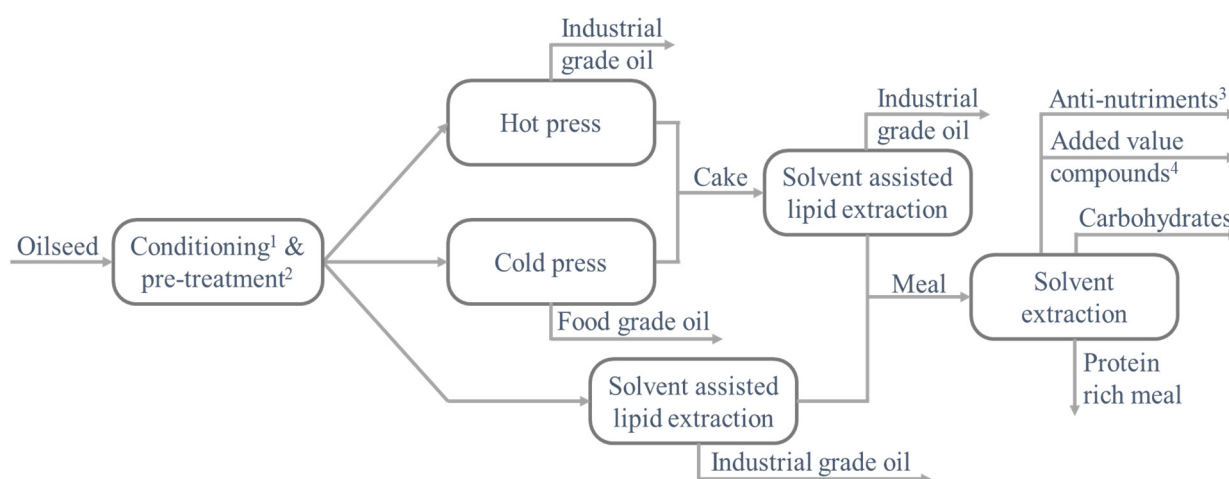 Industrial
grade oil
Hot press
Industrial
grade oil
Anti-nutriments³
Added value
compounds⁴
Cake
Solvent assisted
lipid extraction
Carbohydrates
Oilseed
Conditioning¹ &
pre-treatment²
Cold press
Meal
Solvent
extraction
Food grade oil
Solvent assisted
lipid extraction
Protein
rich meal
Industrial grade oil